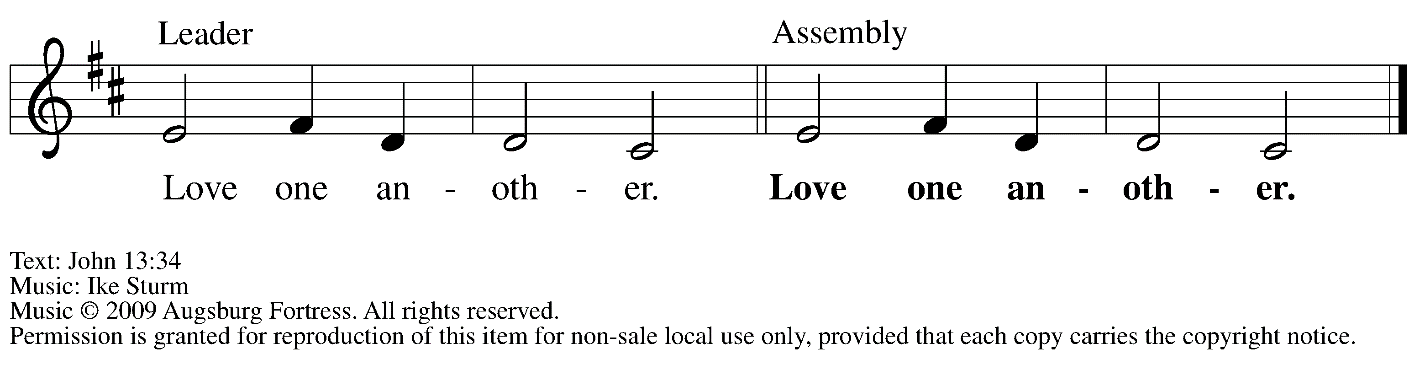 Leader Assembly
Love one an - oth - er. Love one an - oth - er.
Text: John 13:34
Music: Ike Sturm
Music © 2009 Augsburg Fortress. All rights reserved.
Permission is granted for reproduction of this item for non-sale local use only, provided that each copy carries the copyright notice.